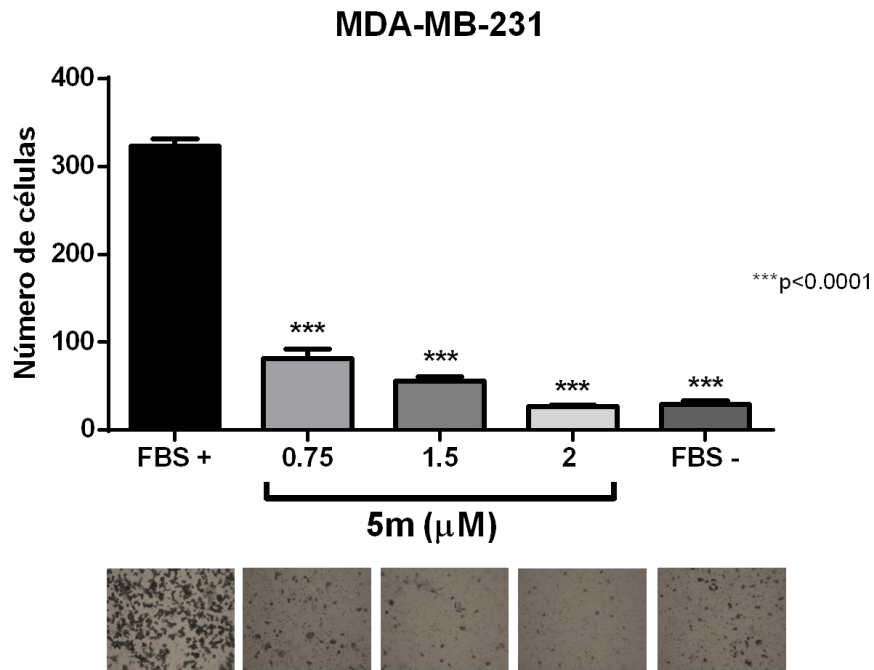 MDA-MB-231
Número de células
400
300
200
100
0
***
***
***
***
***p<0.0001
FBS +
0.75
1.5
2
FBS -
5m (μM)